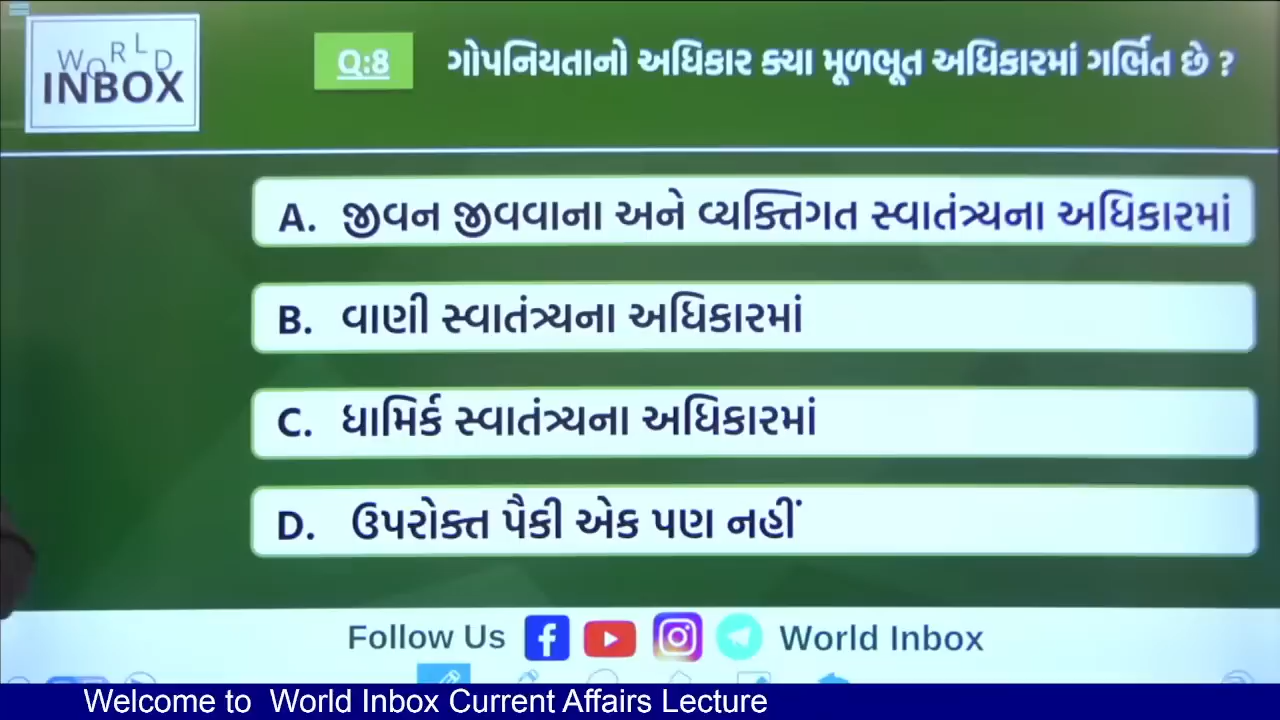 WORLD
INBOX
Q:8
ગોપનિયતાનો અધિકાર ક્યા મૂળભૂત અધિકારમાં ગર્ભિત છે ?
A. જીવન જીવવાના અને વ્યક્તિગત સ્વાતંત્ર્યના અધિકારમાં
B. વાણી સ્વાતંત્ર્યના અધિકારમાં
C. ધામિર્ક સ્વાતંત્ર્યના અધિકારમાં
D. ઉપરોક્ત પૈકી એક પણ નહીં
Follow Us World Inbox
Welcome to World Inbox Current Affairs Lecture